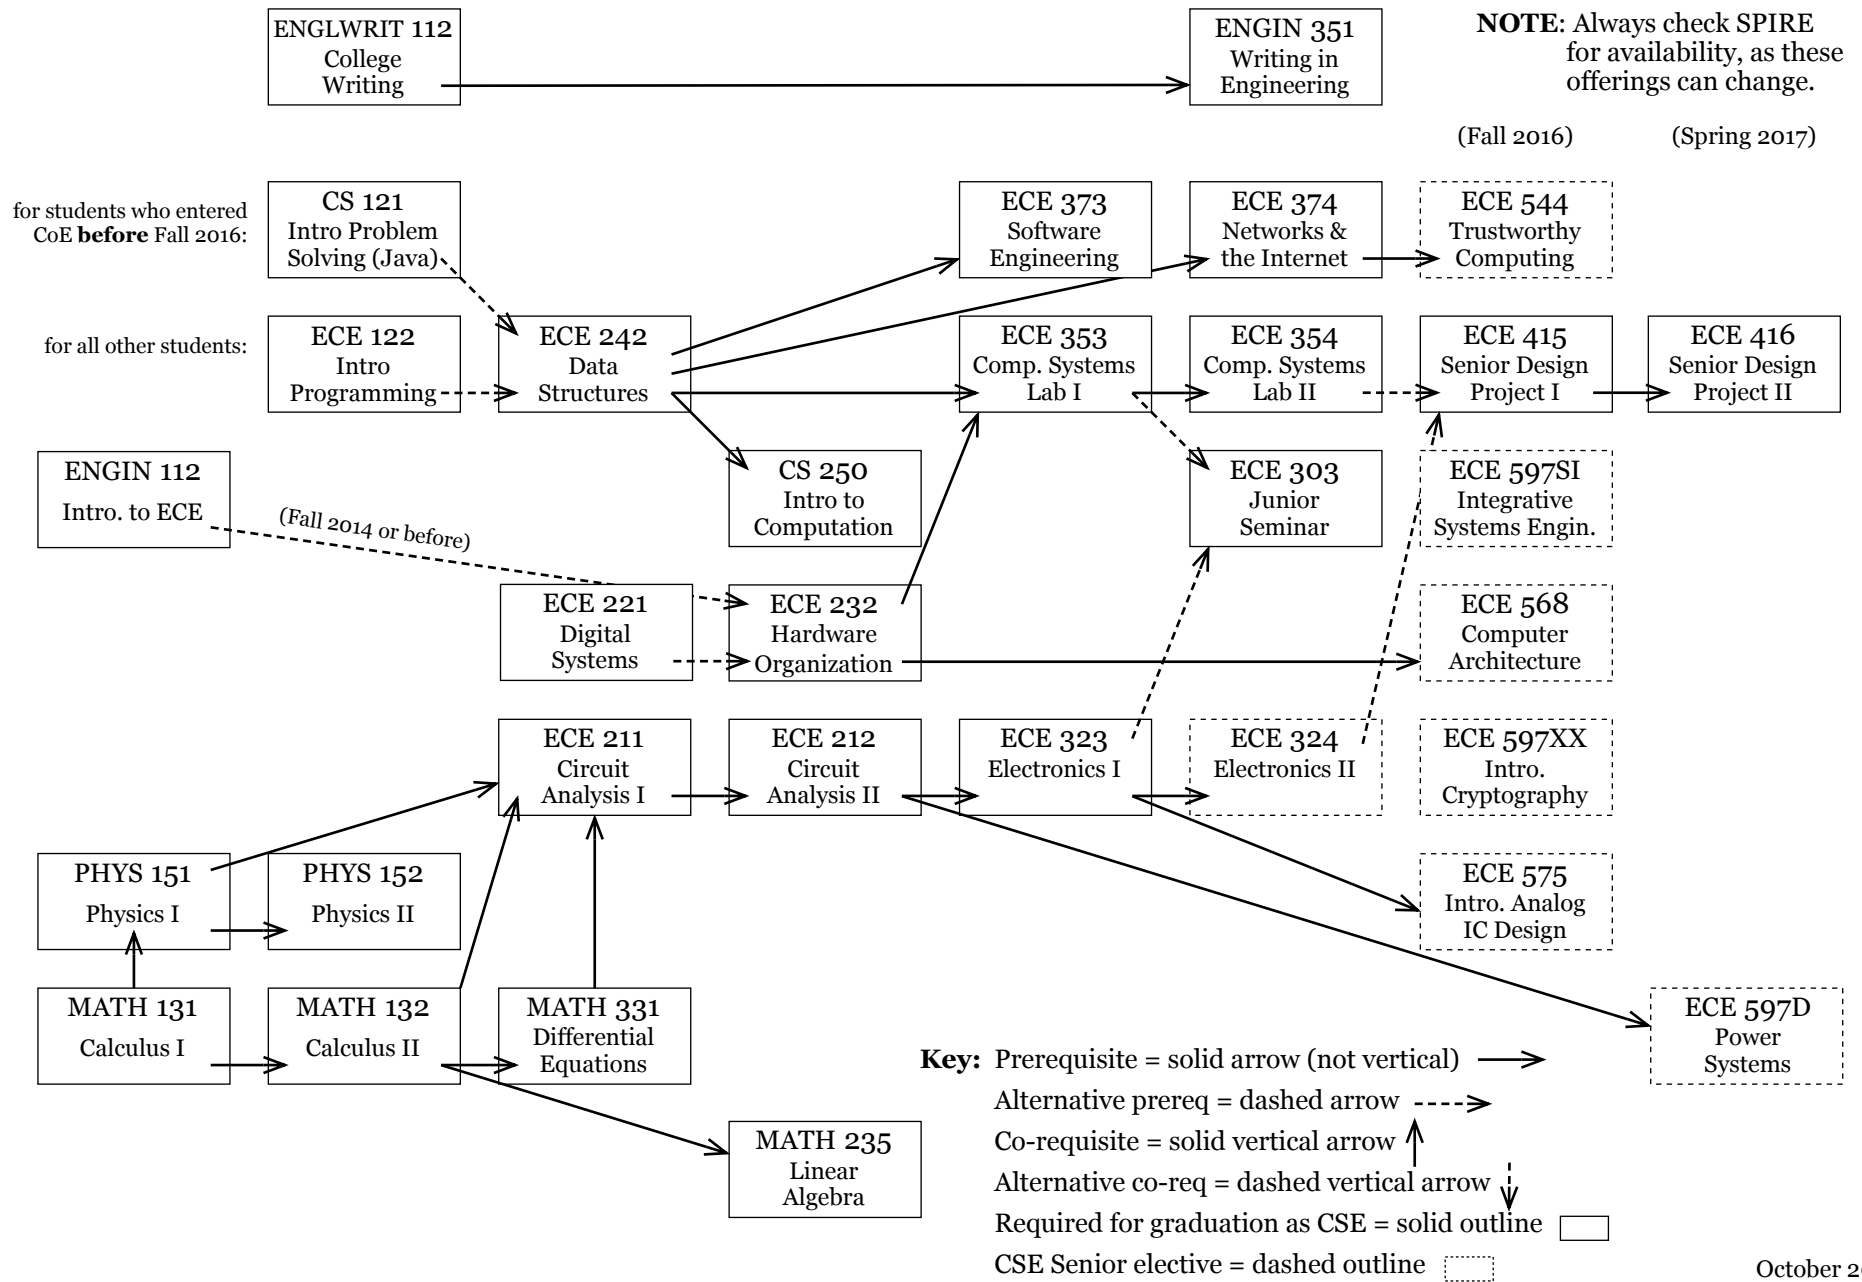 ENGLWRIT 112
College
Writing
ENGIN 351
Writing in
Engineering
NOTE: Always check SPIRE
for availability, as these
offerings can change.
(Fall 2016)
(Spring 2017)
for students who entered
CoE before Fall 2016:
CS 121
Intro Problem
Solving (Java)
ECE 373
Software
Engineering
ECE 374
Networks &
the Internet
ECE 544
Trustworthy
Computing
for all other students:
ECE 122
Intro
Programming
ECE 242
Data
Structures
ECE 353
Comp. Systems
Lab I
ECE 354
Comp. Systems
Lab II
ECE 415
Senior Design
Project I
ECE 416
Senior Design
Project II
ENGIN 112
Intro. to ECE
(Fall 2014 or before)
CS 250
Intro to
Computation
ECE 303
Junior
Seminar
ECE 597SI
Integrative
Systems Engin.
ECE 221
Digital
Systems
ECE 232
Hardware
Organization
ECE 568
Computer
Architecture
ECE 211
Circuit
Analysis I
ECE 212
Circuit
Analysis II
ECE 323
Electronics I
ECE 324
Electronics II
ECE 597XX
Intro.
Cryptography
PHYS 151
Physics I
PHYS 152
Physics II
ECE 575
Intro. Analog
IC Design
MATH 131
Calculus I
MATH 132
Calculus II
MATH 331
Differential
Equations
ECE 597D
Power
Systems
MATH 235
Linear
Algebra
Key: Prerequisite = solid arrow (not vertical)
Alternative prereq = dashed arrow
Co-requisite = solid vertical arrow
Alternative co-req = dashed vertical arrow
Required for graduation as CSE = solid outline
CSE Senior elective = dashed outline
October